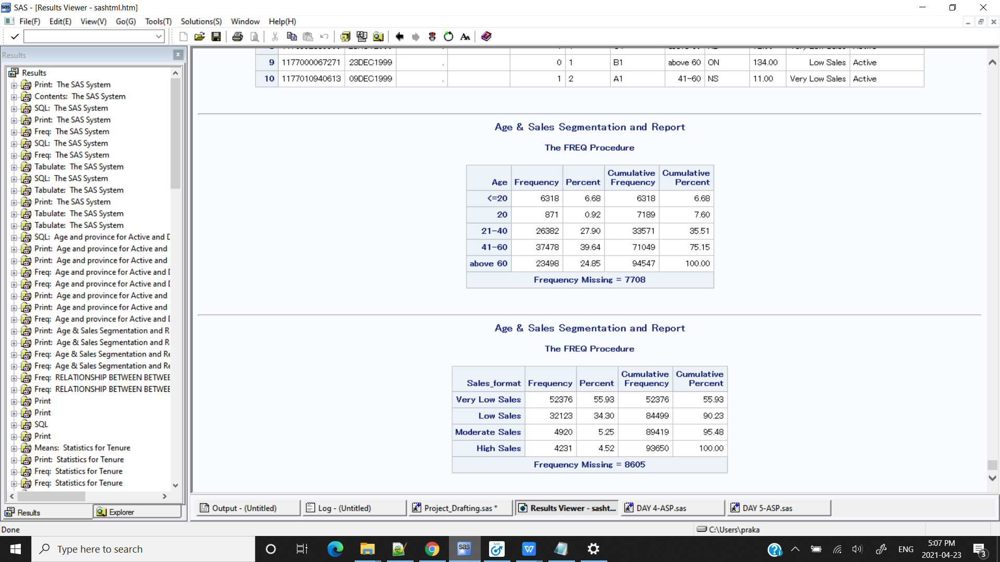 SAS - [Results Viewer - sashtml.htm]
File(F) Edit(E) View(V) Go(G) Tools(T) Solutions(S) Window Help(H)
Results
Results
Print: The SAS System
Contents: The SAS System
SQL: The SAS System
Print: The SAS System
Freq: The SAS System
SQL: The SAS System
Freq: The SAS System
Tabulate: The SAS System
SQL: The SAS System
Tabulate: The SAS System
Print: The SAS System
Tabulate: The SAS System
Tabulate: The SAS System
SQL: Age and province for Active and D
Print: Age and province for Active and
Print: Age and province for Active and
Freq: Age and province for Active and D
Freq: Age and province for Active and D
Print: Age and province for Active and
Print: Age and province for Active and
Freq: Age and province for Active and D
Print: Age & Sales Segmentation and R
Print: Age & Sales Segmentation and R
Freq: Age & Sales Segmentation and Re
Freq: Age & Sales Segmentation and Re
Freq: RELATIONSHIP BETWEEN BETWEE
Freq: RELATIONSHIP BETWEEN BETWEE
Print
Print
SQL
Print
Means: Statistics for Tenure
Print: Statistics for Tenure
Freq: Statistics for Tenure
Freq: Statistics for Tenure
Results Explorer
9 1177000067271 23DEC1999 . 0 1 B1 above 60 ON 134.00 Low Sales Active
10 1177010940613 09DEC1999 . 1 2 A1 41-60 NS 11.00 Very Low Sales Active
Age & Sales Segmentation and Report
The FREQ Procedure
Age Frequency Percent Cumulative Frequency Cumulative Percent
<=20 6318 6.68 6318 6.68
20 871 0.92 7189 7.60
21-40 26382 27.90 33571 35.51
41-60 37478 39.64 71049 75.15
above 60 23498 24.85 94547 100.00
Frequency Missing = 7708
Age & Sales Segmentation and Report
The FREQ Procedure
Sales_format Frequency Percent Cumulative Frequency Cumulative Percent
Very Low Sales 52376 55.93 52376 55.93
Low Sales 32123 34.30 84499 90.23
Moderate Sales 4920 5.25 89419 95.48
High Sales 4231 4.52 93650 100.00
Frequency Missing = 8605
Output - (Untitled) Log - (Untitled) Project_Drafting.sas * Results Viewer - sasht... DAY 4-ASP.sas DAY 5-ASP.sas
Done C:\Users\praka
Type here to search
ENG
5:07 PM
2021-04-23
3